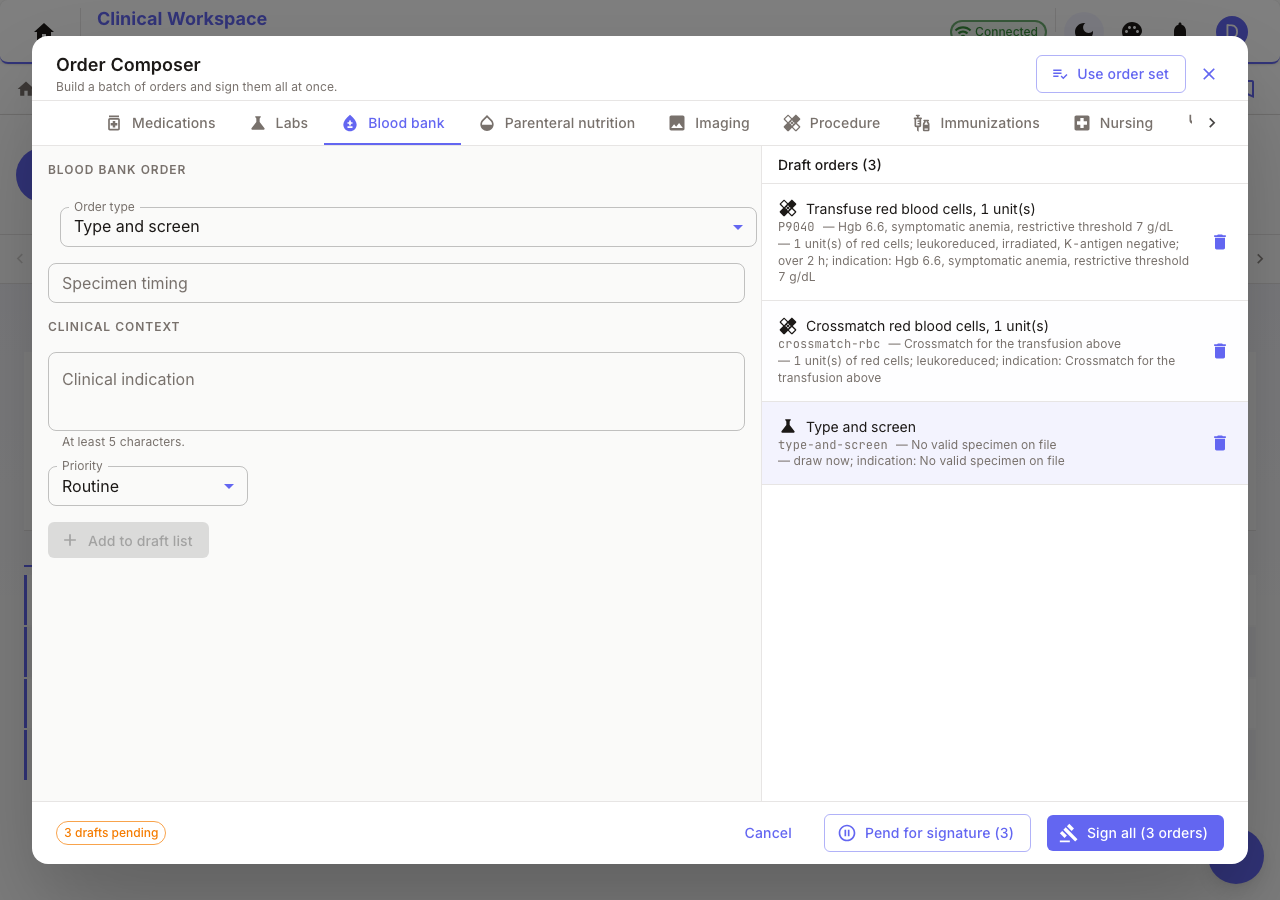 Clinical Workspace
Connected
D
Order Composer
Build a batch of orders and sign them all at once.
Use order set
Medications
Labs
Blood bank
Parenteral nutrition
Imaging
Procedure
Immunizations
Nursing
BLOOD BANK ORDER
Order type
Type and screen
Specimen timing
CLINICAL CONTEXT
Clinical indication
At least 5 characters.
Priority
Routine
Add to draft list
Draft orders (3)
Transfuse red blood cells, 1 unit(s)
P9040 — Hgb 6.6, symptomatic anemia, restrictive threshold 7 g/dL
— 1 unit(s) of red cells; leukoreduced, irradiated, K-antigen negative;
over 2 h; indication: Hgb 6.6, symptomatic anemia, restrictive threshold
7 g/dL
Crossmatch red blood cells, 1 unit(s)
crossmatch-rbc — Crossmatch for the transfusion above
— 1 unit(s) of red cells; leukoreduced; indication: Crossmatch for the
transfusion above
Type and screen
type-and-screen — No valid specimen on file
— draw now; indication: No valid specimen on file
3 drafts pending
Cancel
Pend for signature (3)
Sign all (3 orders)